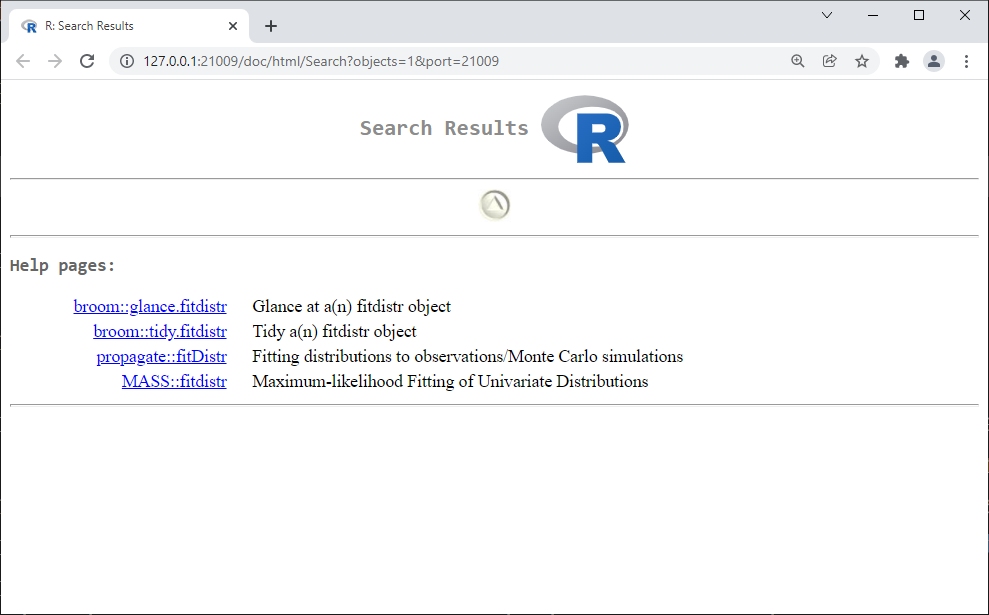 R: Search Results
127.0.0.1:21009/doc/html/Search?objects=1&port=21009
Search Results R
Help pages:
broom::glance.fitdistr Glance at a(n) fitdistr object
broom::tidy.fitdistr Tidy a(n) fitdistr object
propagate::fitDistr Fitting distributions to observations/Monte Carlo simulations
MASS::fitdistr Maximum-likelihood Fitting of Univariate Distributions